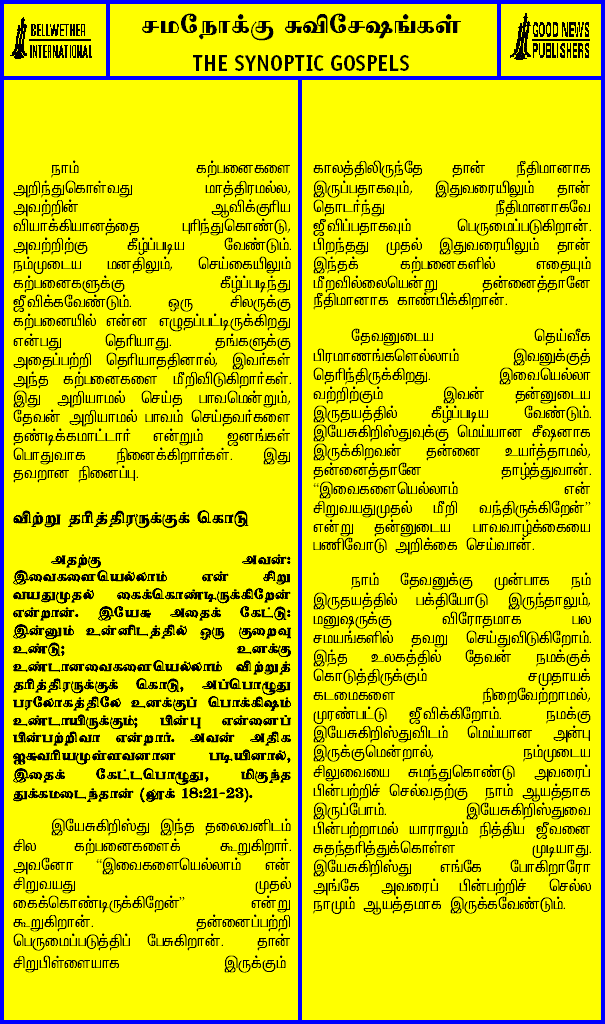 BELLWETHER
INTERNATIONAL
சமநோக்கு சுவிசேஷங்கள்
THE SYNOPTIC GOSPELS
GOOD NEWS
PUBLISHERS
நாம் கற்பனைகளை
அறிந்துகொள்வது மாத்திரமல்ல,
அவற்றின் ஆவிக்குரிய
வியாக்கியானத்தை புரிந்துகொண்டு,
அவற்றிற்கு கீழ்ப்படிய வேண்டும்.
நம்முடைய மனதிலும், செய்கையிலும்
கற்பனைகளுக்கு கீழ்ப்படிந்து
ஜீவிக்கவேண்டும். ஒரு சிலருக்கு
கற்பனையில் என்ன எழுதப்பட்டிருக்கிறது
என்பது தெரியாது. தங்களுக்கு
அதைப்பற்றி தெரியாததினால், இவர்கள்
அந்த கற்பனைகளை மீறிவிடுகிறார்கள்.
இது அறியாமல் செய்த பாவமென்றும்,
தேவன் அறியாமல் பாவம் செய்தவர்களை
தண்டிக்கமாட்டார் என்றும் ஜனங்கள்
பொதுவாக நினைக்கிறார்கள். இது
தவறான நினைப்பு.
விற்று தரித்திரருக்குக் கொடு
அதற்கு அவன்:
இவைகளையெல்லாம் என் சிறு
வயதுமுதல் கைக்கொண்டிருக்கிறேன்
என்றான். இயேசு அதைக் கேட்டு:
இன்னும் உன்னிடத்தில் ஒரு குறைவு
உண்டு; உனக்கு
உண்டானவைகளையெல்லாம் விற்றுத்
தரித்திரருக்குக் கொடு, அப்பொழுது
பரலோகத்திலே உனக்குப் பொக்கிஷம்
உண்டாயிருக்கும்; பின்பு என்னைப்
பின்பற்றிவா என்றார். அவன் அதிக
ஐசுவரியமுள்ளவனான படியினால்,
இதைக் கேட்டபொழுது, மிகுந்த
துக்கமடைந்தான் (லூக் 18:21-23).
இயேசுகிறிஸ்து இந்த தலைவனிடம்
சில கற்பனைகளைக் கூறுகிறார்.
அவனோ “இவைகளையெல்லாம் என்
சிறுவயது முதல்
கைக்கொண்டிருக்கிறேன்” என்று
கூறுகிறான். தன்னைப்பற்றி
பெருமைப்படுத்திப் பேசுகிறான். தான்
சிறுபிள்ளையாக இருக்கும்
காலத்திலிருந்தே தான் நீதிமானாக
இருப்பதாகவும், இதுவரையிலும் தான்
தொடர்ந்து நீதிமானாகவே
ஜீவிப்பதாகவும் பெருமைப்படுகிறான்.
பிறந்தது முதல் இதுவரையிலும் தான்
இந்தக் கற்பனைகளில் எதையும்
மீறவில்லையென்று தன்னைத்தானே
நீதிமானாக காண்பிக்கிறான்.
தேவனுடைய தெய்வீக
பிரமாணங்களெல்லாம் இவனுக்குத்
தெரிந்திருக்கிறது. இவையெல்லா
வற்றிற்கும் இவன் தன்னுடைய
இருதயத்தில் கீழ்ப்படிய வேண்டும்.
இயேசுகிறிஸ்துவுக்கு மெய்யான சீஷனாக
இருக்கிறவன் தன்னை உயர்த்தாமல்,
தன்னைத்தானே தாழ்த்துவான்.
“இவைகளையெல்லாம் என்
சிறுவயதுமுதல் மீறி வந்திருக்கிறேன்”
என்று தன்னுடைய பாவவாழ்க்கையை
பணிவோடு அறிக்கை செய்வான்.
நாம் தேவனுக்கு முன்பாக நம்
இருதயத்தில் பக்தியோடு இருந்தாலும்,
மனுஷருக்கு விரோதமாக பல
சமயங்களில் தவறு செய்துவிடுகிறோம்.
இந்த உலகத்தில் தேவன் நமக்குக்
கொடுத்திருக்கும் சமுதாயக்
கடமைகளை நிறைவேற்றாமல்,
முரண்பட்டு ஜீவிக்கிறோம். நமக்கு
இயேசுகிறிஸ்துவிடம் மெய்யான அன்பு
இருக்குமென்றால், நம்முடைய
சிலுவையை சுமந்துகொண்டு அவரைப்
பின்பற்றிச் செல்வதற்கு நாம் ஆயத்தாக
இருப்போம். இயேசுகிறிஸ்துவை
பின்பற்றாமல் யாராலும் நித்திய ஜீவனை
சுதந்தரித்துக்கொள்ள முடியாது.
இயேசுகிறிஸ்து எங்கே போகிறாரோ
அங்கே அவரைப் பின்பற்றிச் செல்ல
நாமும் ஆயத்தமாக இருக்கவேண்டும்.